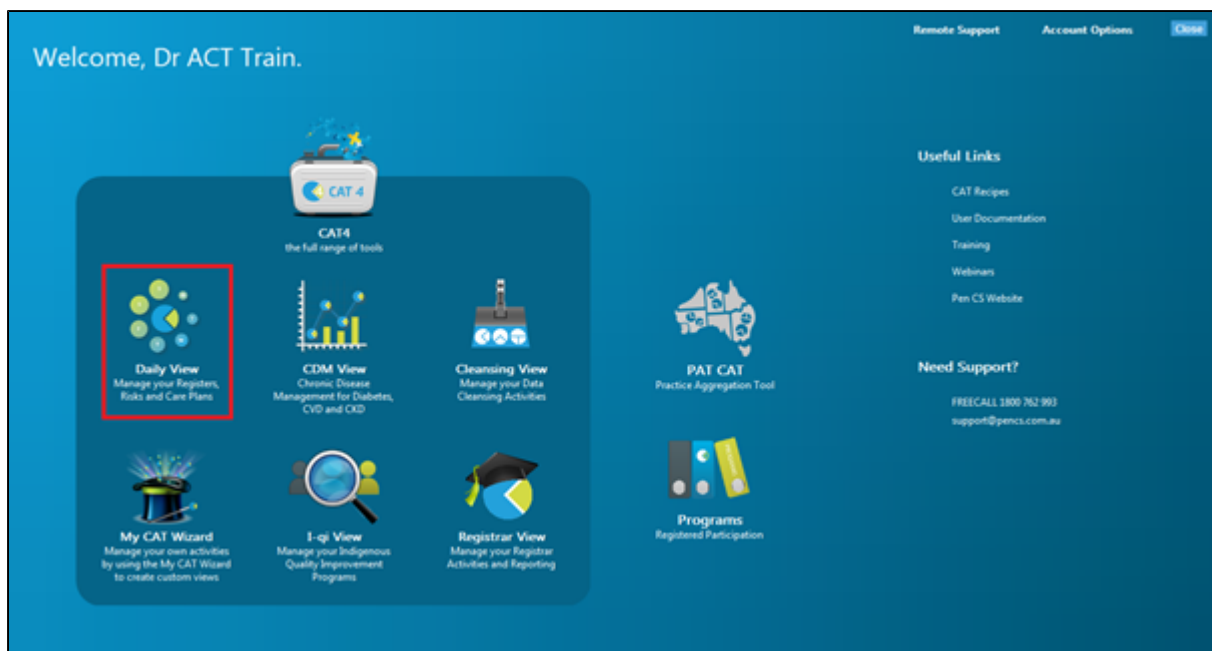 Remote Support
Account Options
Close
Welcome, Dr ACT Train.
CAT 4
CAT4
the full range of tools
Daily View
Manage your Registers,
Risks and Care Plans
CDM View
Chronic Disease
Management for Diabetes,
CVD and CKD
Cleansing View
Manage your Data
Cleansing Activities
My CAT Wizard
Manage your own activities
by using the My CAT Wizard
to create custom views
I-qi View
Manage your Indigenous
Quality Improvement
Programs
Registrar View
Manage your Registrar
Activities and Reporting
PAT CAT
Practice Aggregation Tool
Programs
Registered Participation
Useful Links
CAT Recipes
User Documentation
Training
Webinars
Pen CS Website
Need Support?
FREECALL 1800 762 993
support@pencs.com.au